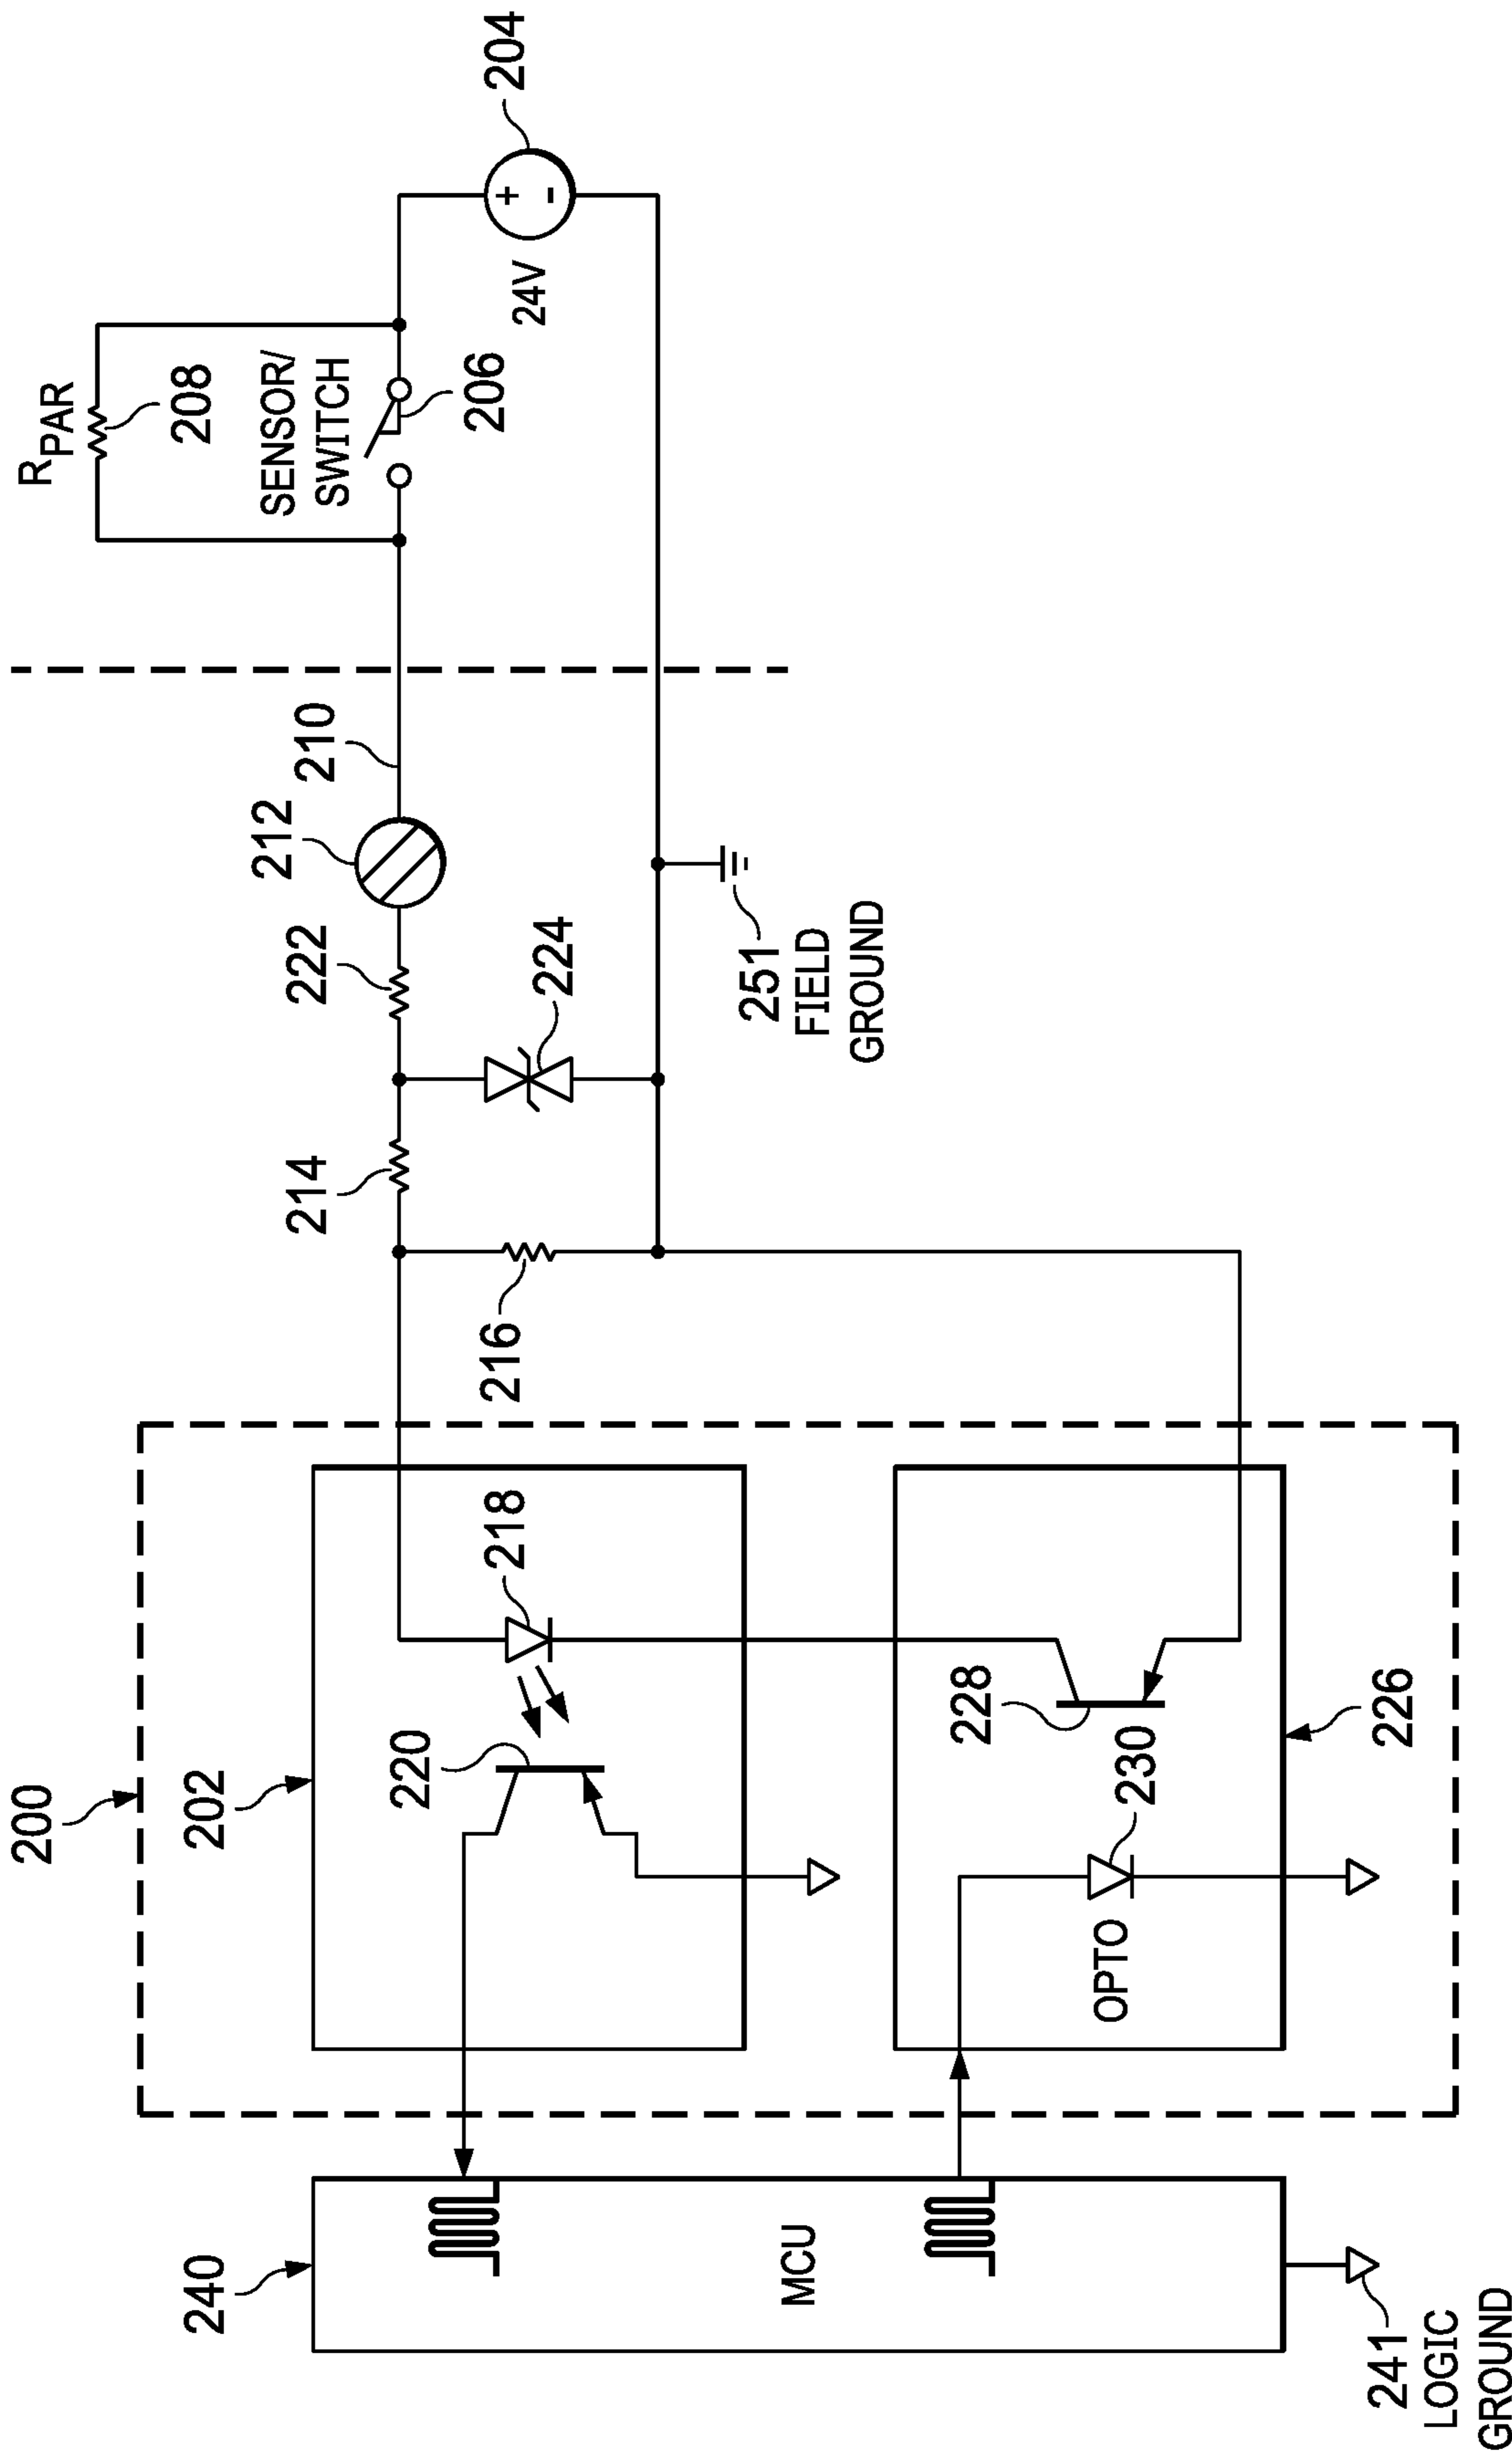 200
202
240
MCU
241
LOGIC
GROUND
220
218
OPTO
230
228
226
216
214
222
224
212
210
251
FIELD
GROUND
RPAR
208
SENSOR/
SWITCH
206
24V
+
-
204